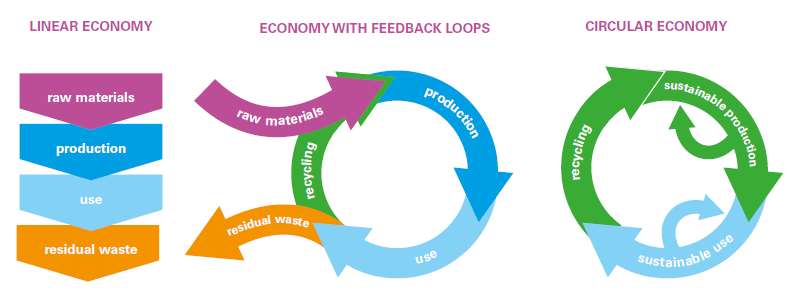 LINEAR ECONOMY
raw materials
production
use
residual waste
ECONOMY WITH FEEDBACK LOOPS
raw materials
production
recycling
residual waste
use
CIRCULAR ECONOMY
sustainable production
recycling
sustainable use